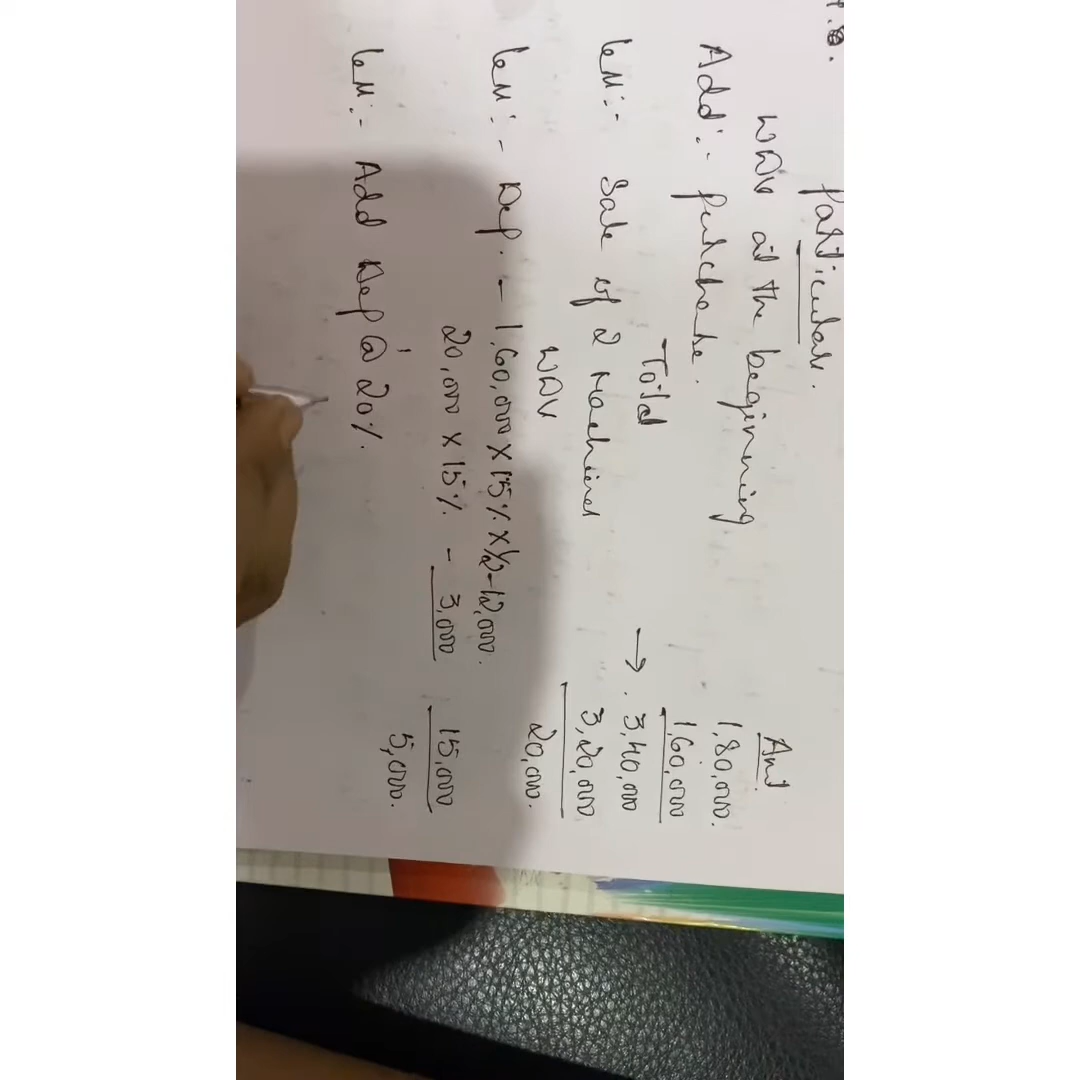 Particulars. Amt
WDV at the beginning 1,80,000.
Add:- purchase. 1,60,000
Total → 3,40,000
less:- Sale of 2 Machines 3,20,000
WDV 20,000.
less:- Dep. - 1,60,000 x 15% x 1/2 - 12,000.
20,000 x 15% - 3,000 15,000
5,000.
less:- Add Dep @ 20%.